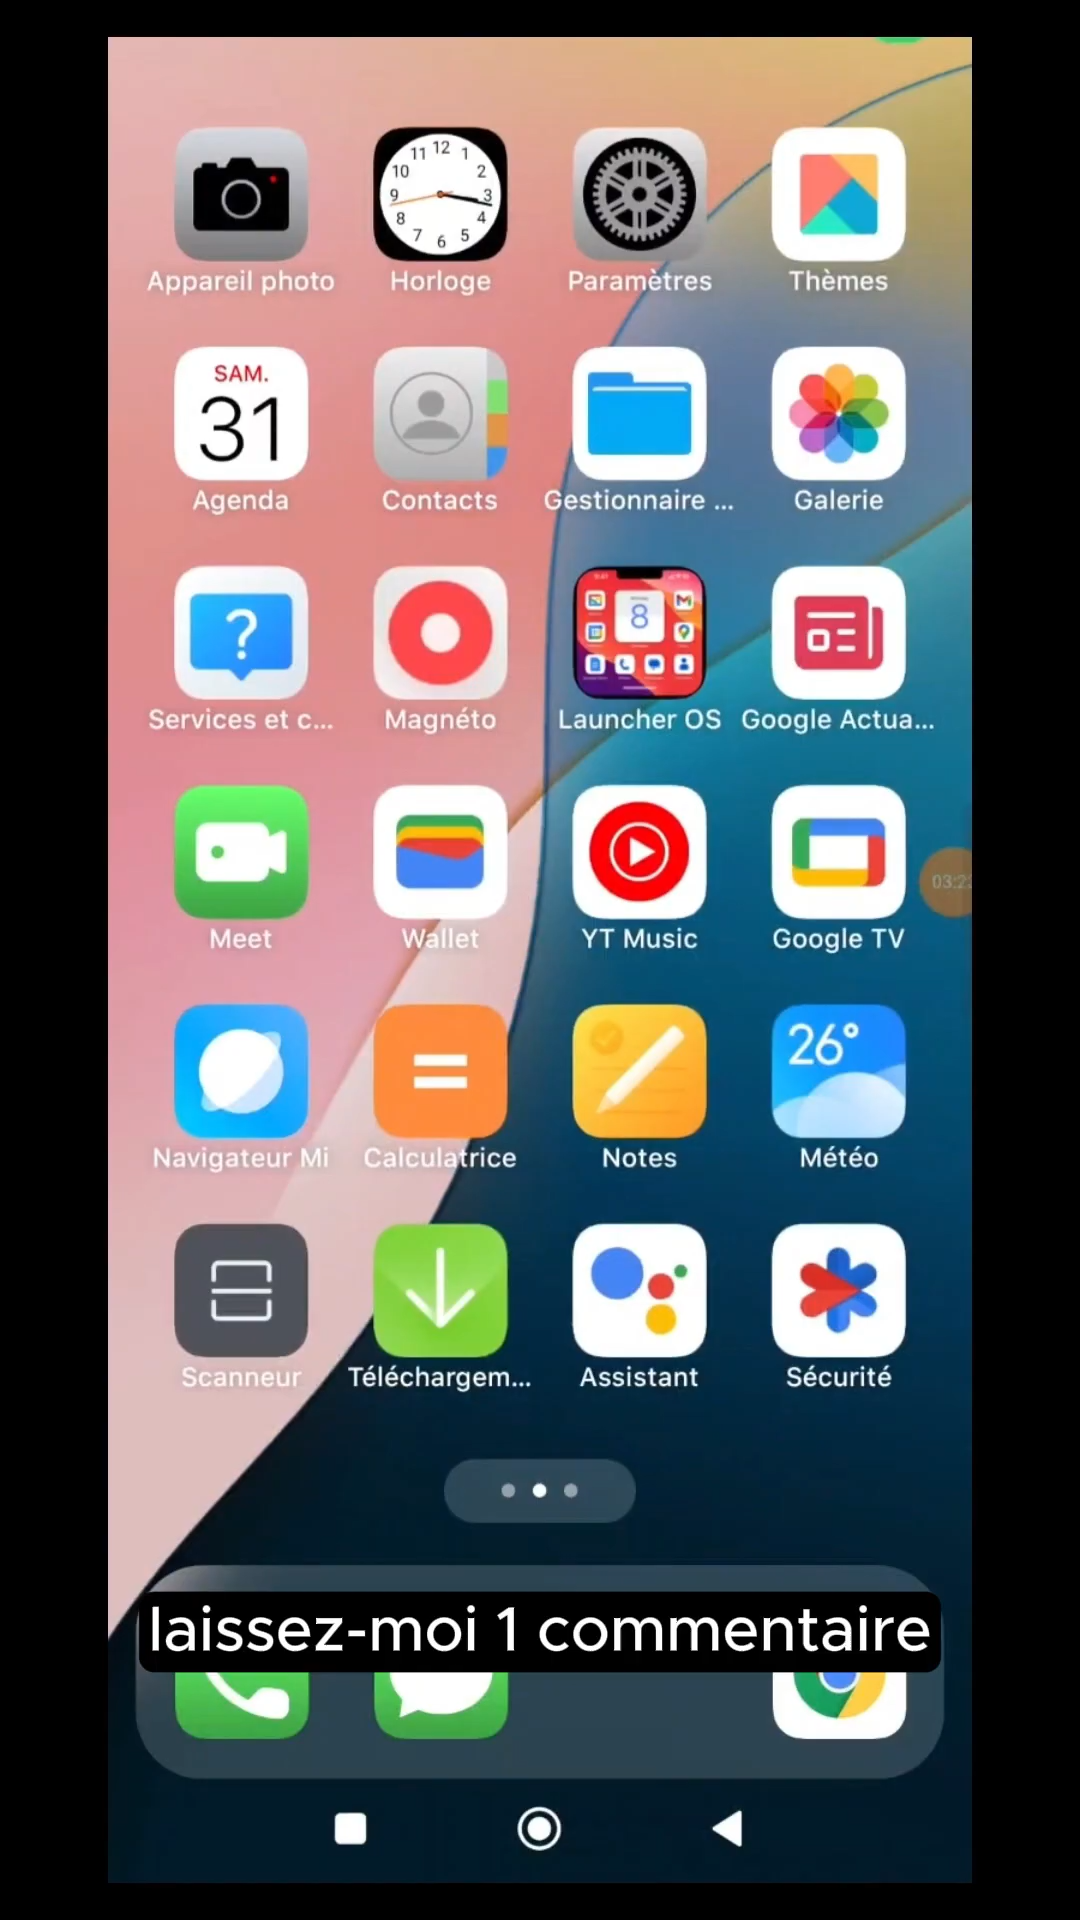 12
11 1
10 2
9 3
8 4
7 6 5
Appareil photo Horloge Paramètres Thèmes
SAM.
31
8
Agenda Contacts Gestionnaire ... Galerie
?
Services et c... Magnéto Launcher OS Google Actua...
03:2
Meet Wallet YT Music Google TV
26°
Navigateur Mi Calculatrice Notes Météo
Scanneur Téléchargem... Assistant Sécurité
laissez-moi 1 commentaire